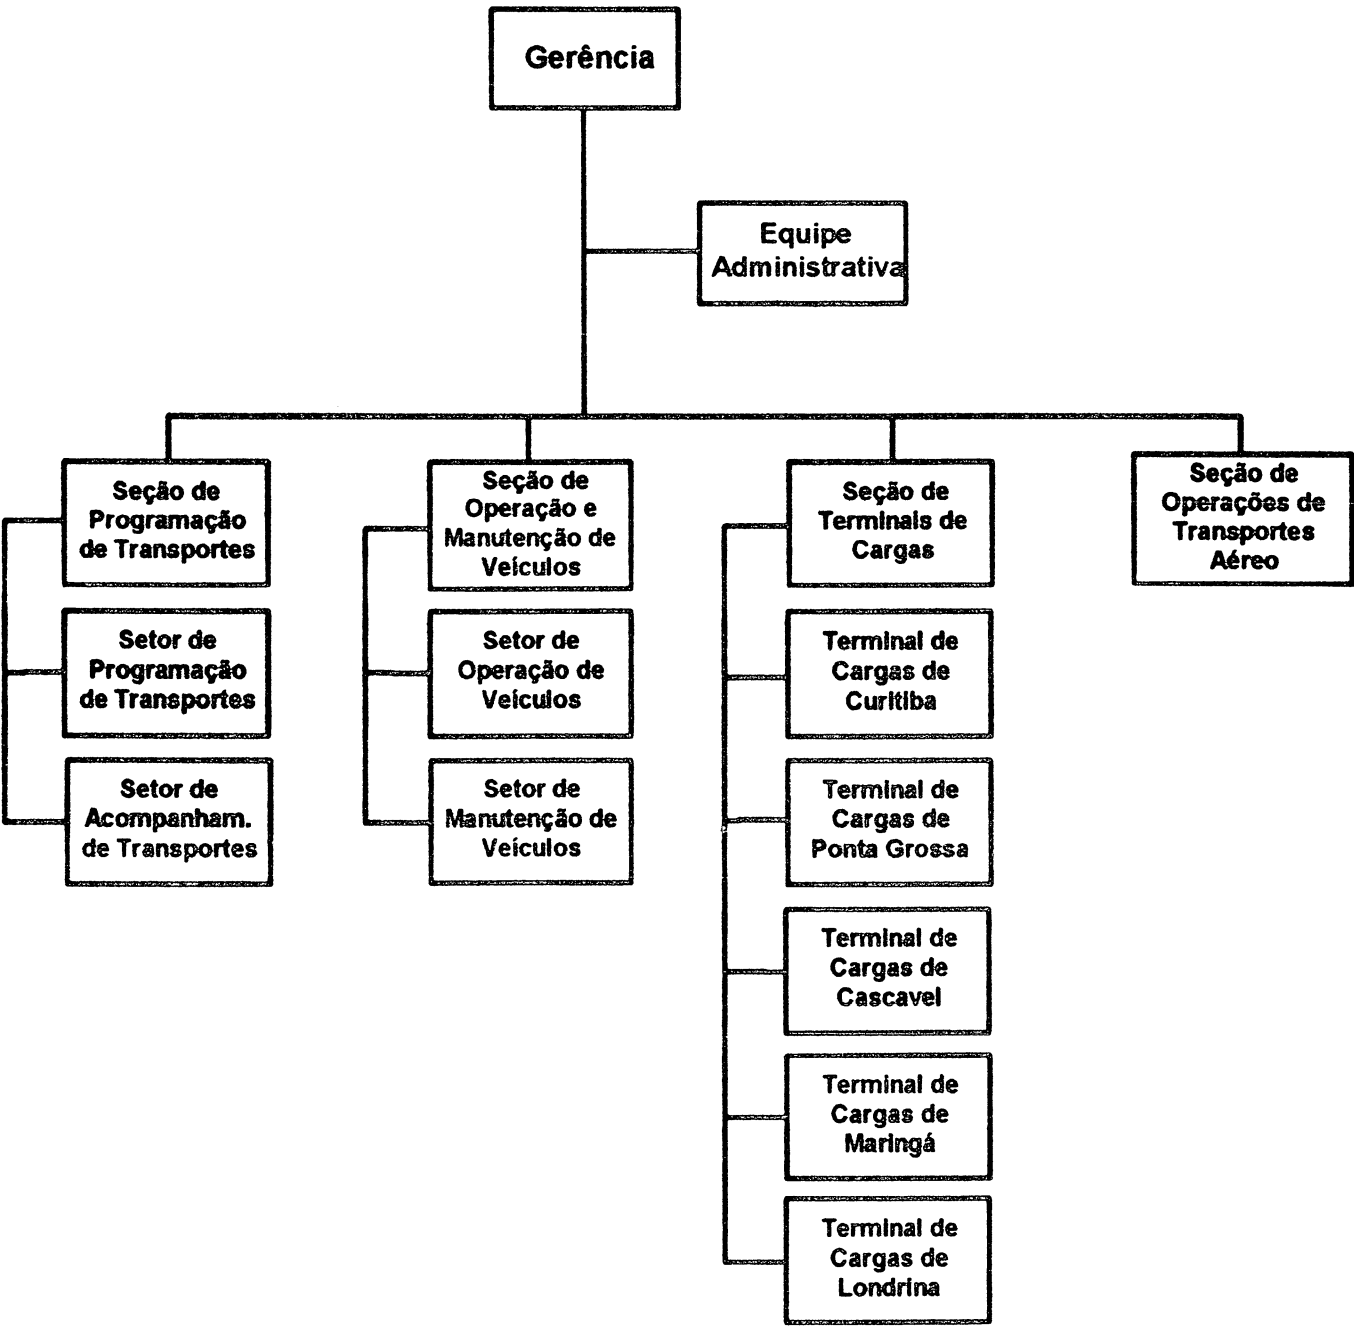 Gerência
Equipe
Administrativa
Seção de
Programação
de Transportes
Setor de
Programação
de Transportes
Setor de
Acompanham.
de Transportes
Seção de
Operação e
Manutenção de
Veículos
Setor de
Operação de
Veículos
Setor de
Manutenção de
Veículos
Seção de
Terminais de
Cargas
Terminal de
Cargas de
Curitiba
Terminal de
Cargas de
Ponta Grossa
Terminal de
Cargas de
Cascavel
Terminal de
Cargas de
Maringá
Terminal de
Cargas de
Londrina
Seção de
Operações de
Transportes
Aéreo